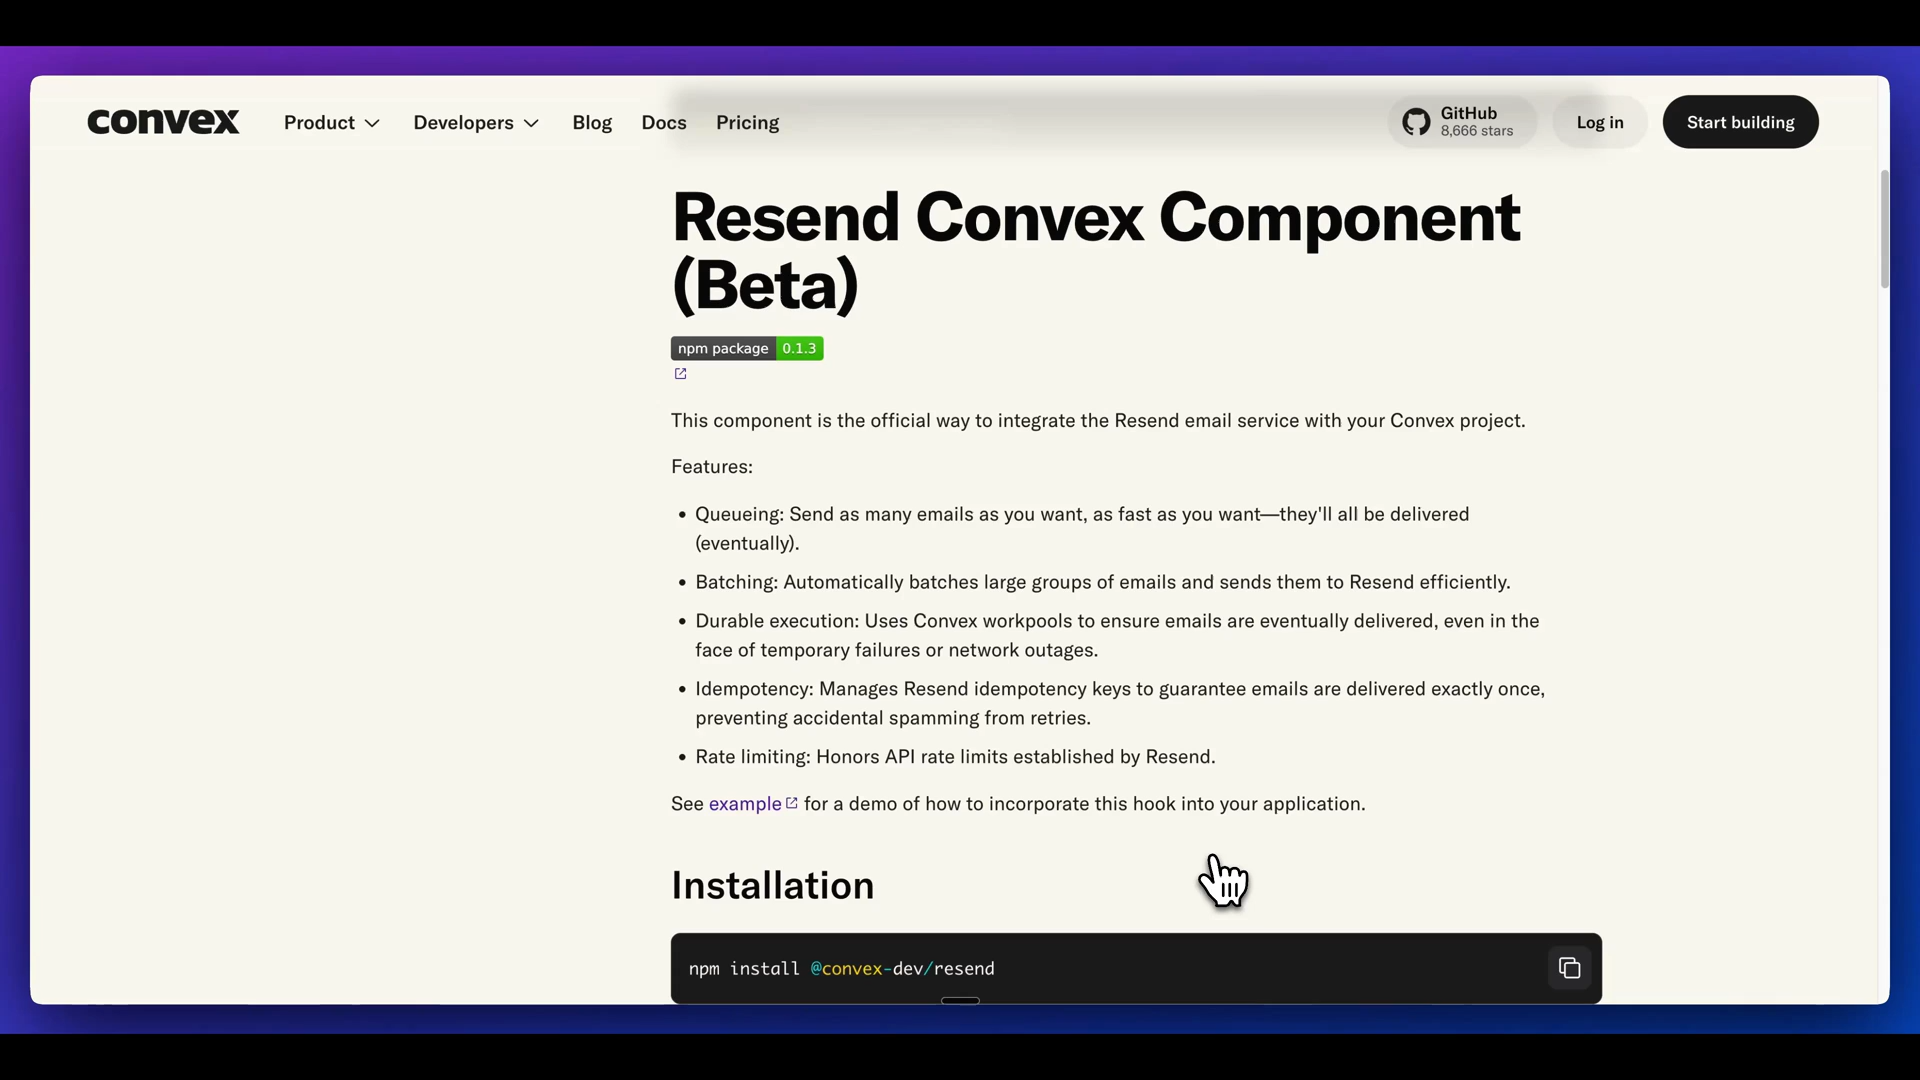 convex
Product
Developers
Blog
Docs
Pricing
GitHub
8,666 stars
Log in
Start building
Resend Convex Component
(Beta)
npm package 0.1.3
This component is the official way to integrate the Resend email service with your Convex project.
Features:
• Queueing: Send as many emails as you want, as fast as you want—they'll all be delivered
(eventually).
• Batching: Automatically batches large groups of emails and sends them to Resend efficiently.
• Durable execution: Uses Convex workpools to ensure emails are eventually delivered, even in the
face of temporary failures or network outages.
• Idempotency: Manages Resend idempotency keys to guarantee emails are delivered exactly once,
preventing accidental spamming from retries.
• Rate limiting: Honors API rate limits established by Resend.
See example for a demo of how to incorporate this hook into your application.
Installation
npm install @convex-dev/resend